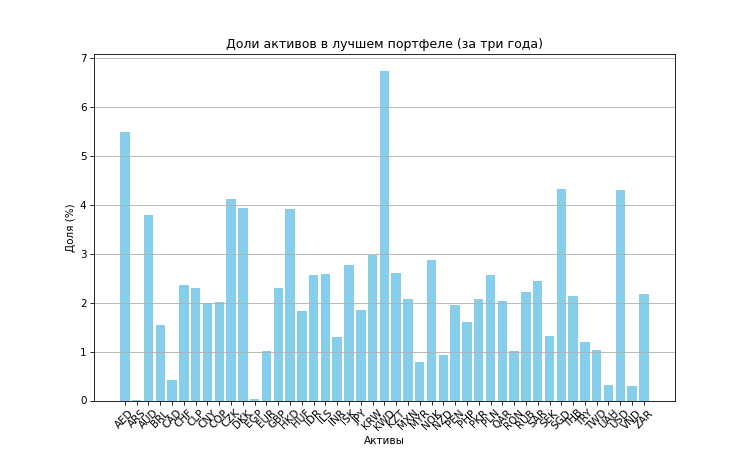 Доли активов в лучшем портфеле (за три года)
Доля (%)
7
6
5
4
3
2
1
0
AED ARS AUD BRL CAD CHF CLP CNY COP CZK DKK EGP EUR GBP HKD HUF IDR ILS INR ISK JPY KRW KWD KZT MXN MYR NOK NZD PEN PHP PKR PLN QAR RON RUB SAR SEK SGD THB TRY TWD UAH USD VND ZAR
Активы